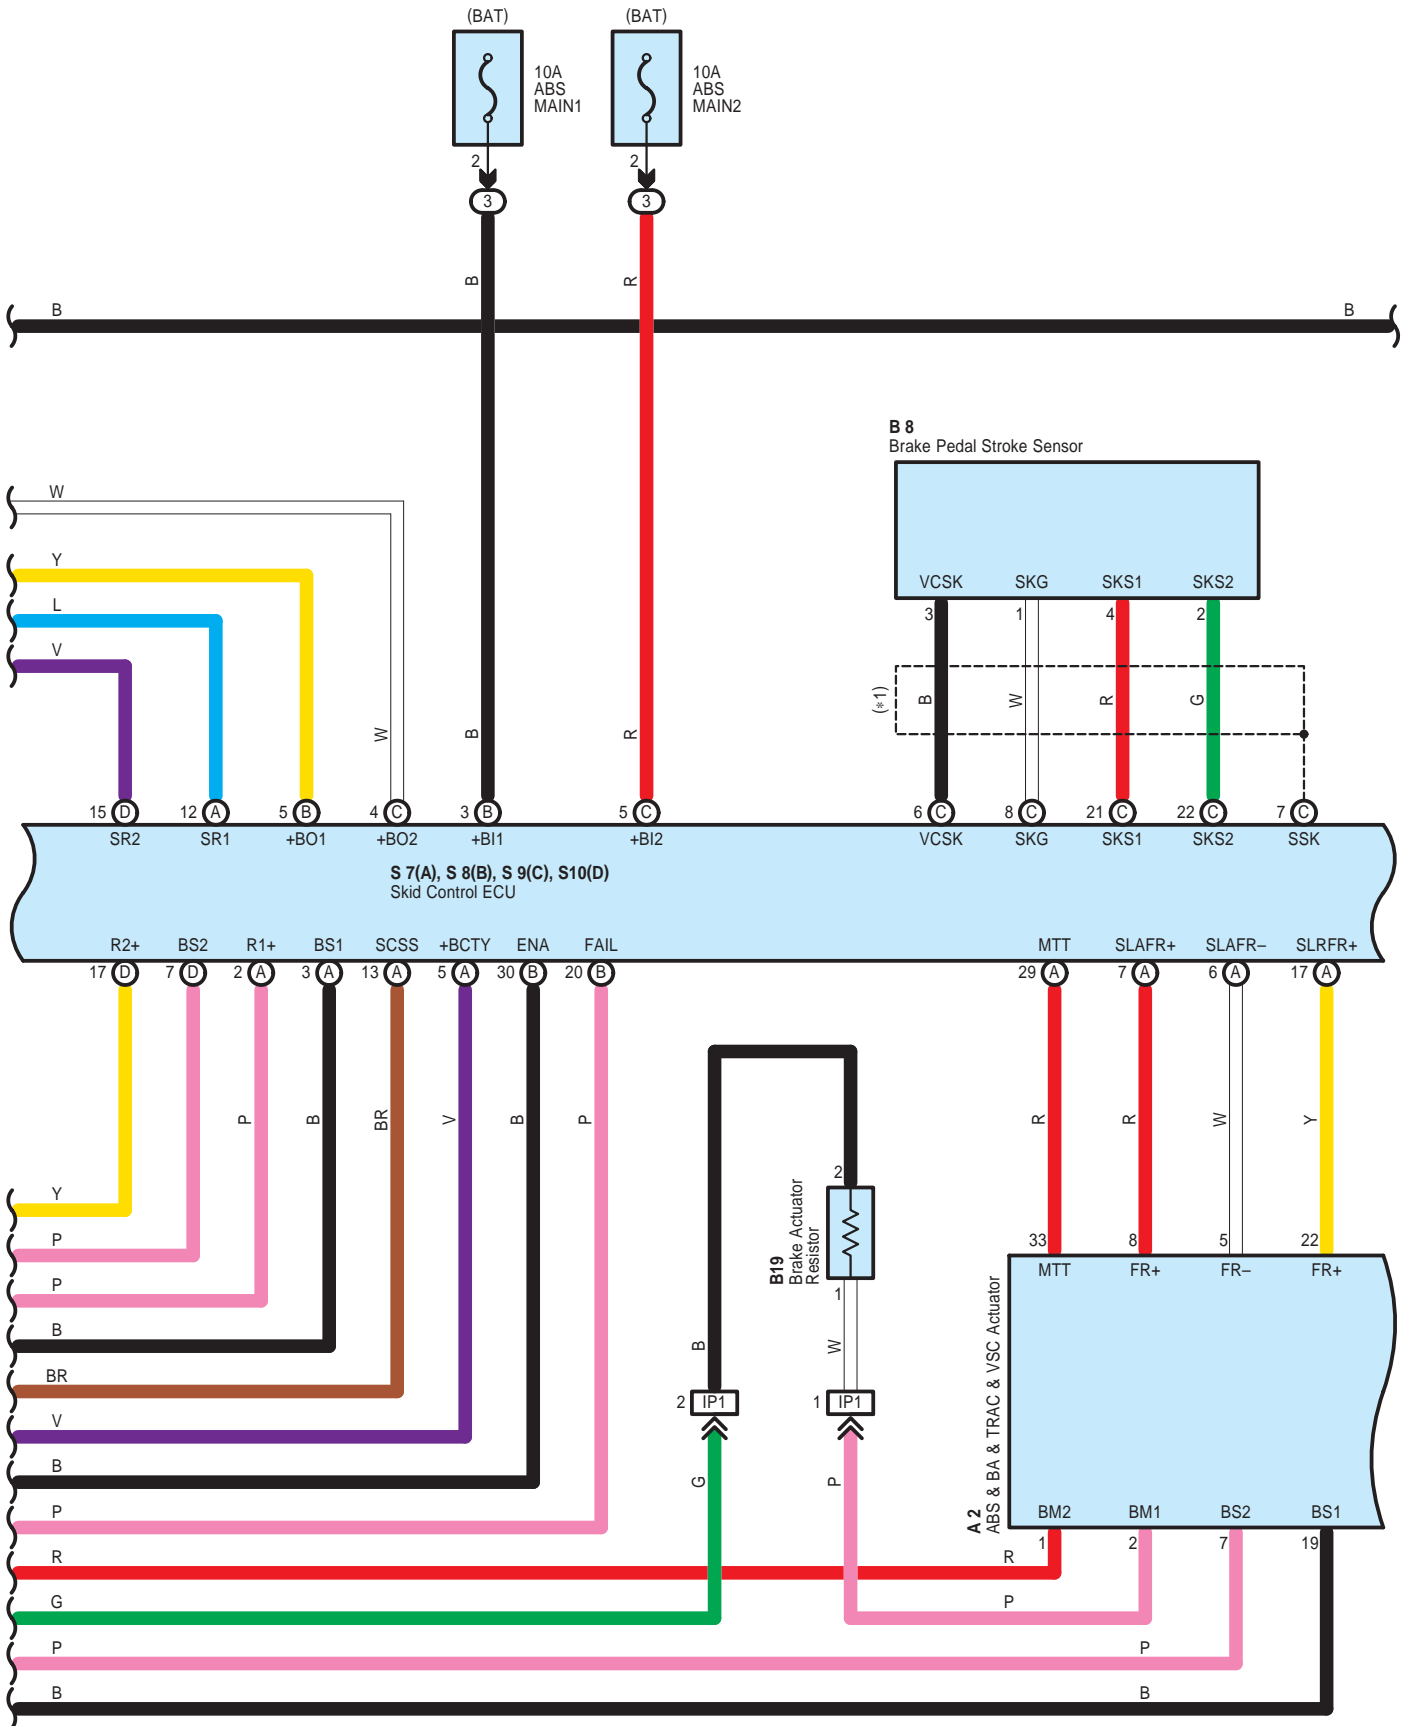 (BAT)
(BAT)
10A
ABS
MAIN1
10A
ABS
MAIN2
2
2
3
3
B
R
B
B
B 8
Brake Pedal Stroke Sensor
W
Y
L
V
VCSK
SKG
SKS1
SKS2
3
1
4
2
(*1)
B
W
R
G
W
B
R
15 D
12 A
5 B
4 C
3 B
5 C
6 C
8 C
21 C
22 C
7 C
SR2
SR1
+BO1
+BO2
+BI1
+BI2
VCSK
SKG
SKS1
SKS2
SSK
S 7(A), S 8(B), S 9(C), S10(D)
Skid Control ECU
R2+
BS2
R1+
BS1
SCSS
+BCTY
ENA
FAIL
MTT
SLAFR+
SLAFR–
SLRFR+
17 D
7 D
2 A
3 A
13 A
5 A
30 B
20 B
29 A
7 A
6 A
17 A
P
B
BR
V
B
P
R
R
W
Y
2
B19
Brake Actuator
Resistor
1
33
8
5
22
MTT
FR+
FR–
FR+
Y
P
P
B
BR
V
B
P
R
G
P
B
B
W
2 IP1
1 IP1
G
P
A 2
ABS & BA & TRAC & VSC Actuator
BM2
BM1
BS2
BS1
1
2
7
19
R
P
P
B